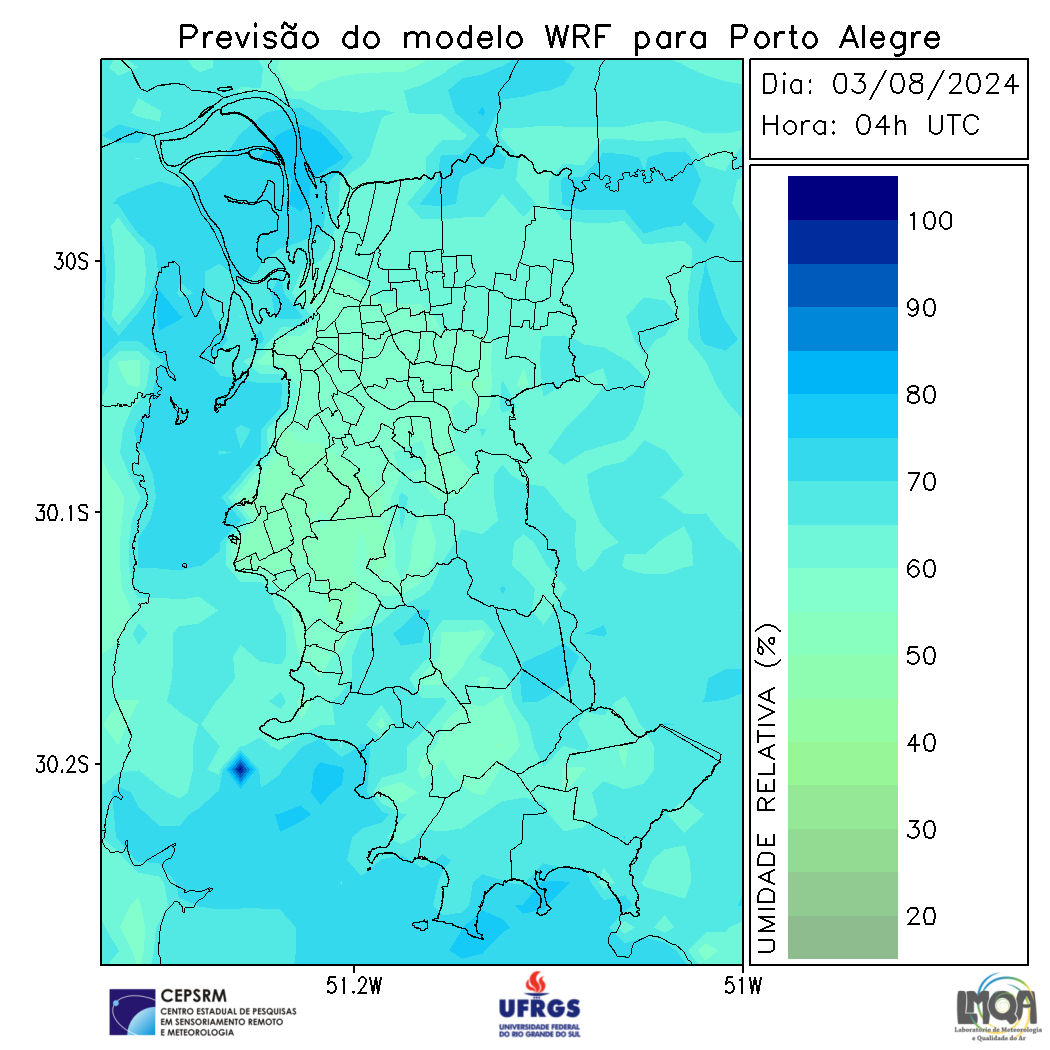 Previsão do modelo WRF para Porto Alegre
Dia: 03/08/2024
Hora: 04h UTC
30S
30.1S
30.2S
51.2W
51W
100
90
80
70
60
50
40
30
20
UMIDADE RELATIVA (%)
CEPSRM
CENTRO ESTADUAL DE PESQUISAS
EM SENSORIAMENTO REMOTO
E METEOROLOGIA
UFRGS
UNIVERSIDADE FEDERAL
DO RIO GRANDE DO SUL
LMQA
Laboratório de Meteorologia
e Qualidade do Ar